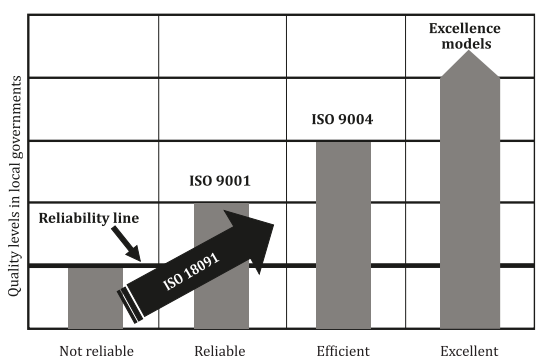 Excellence
models
ISO 9004
ISO 9001
Reliability line
ISO 18091
Quality levels in local governments
Not reliable
Reliable
Efficient
Excellent